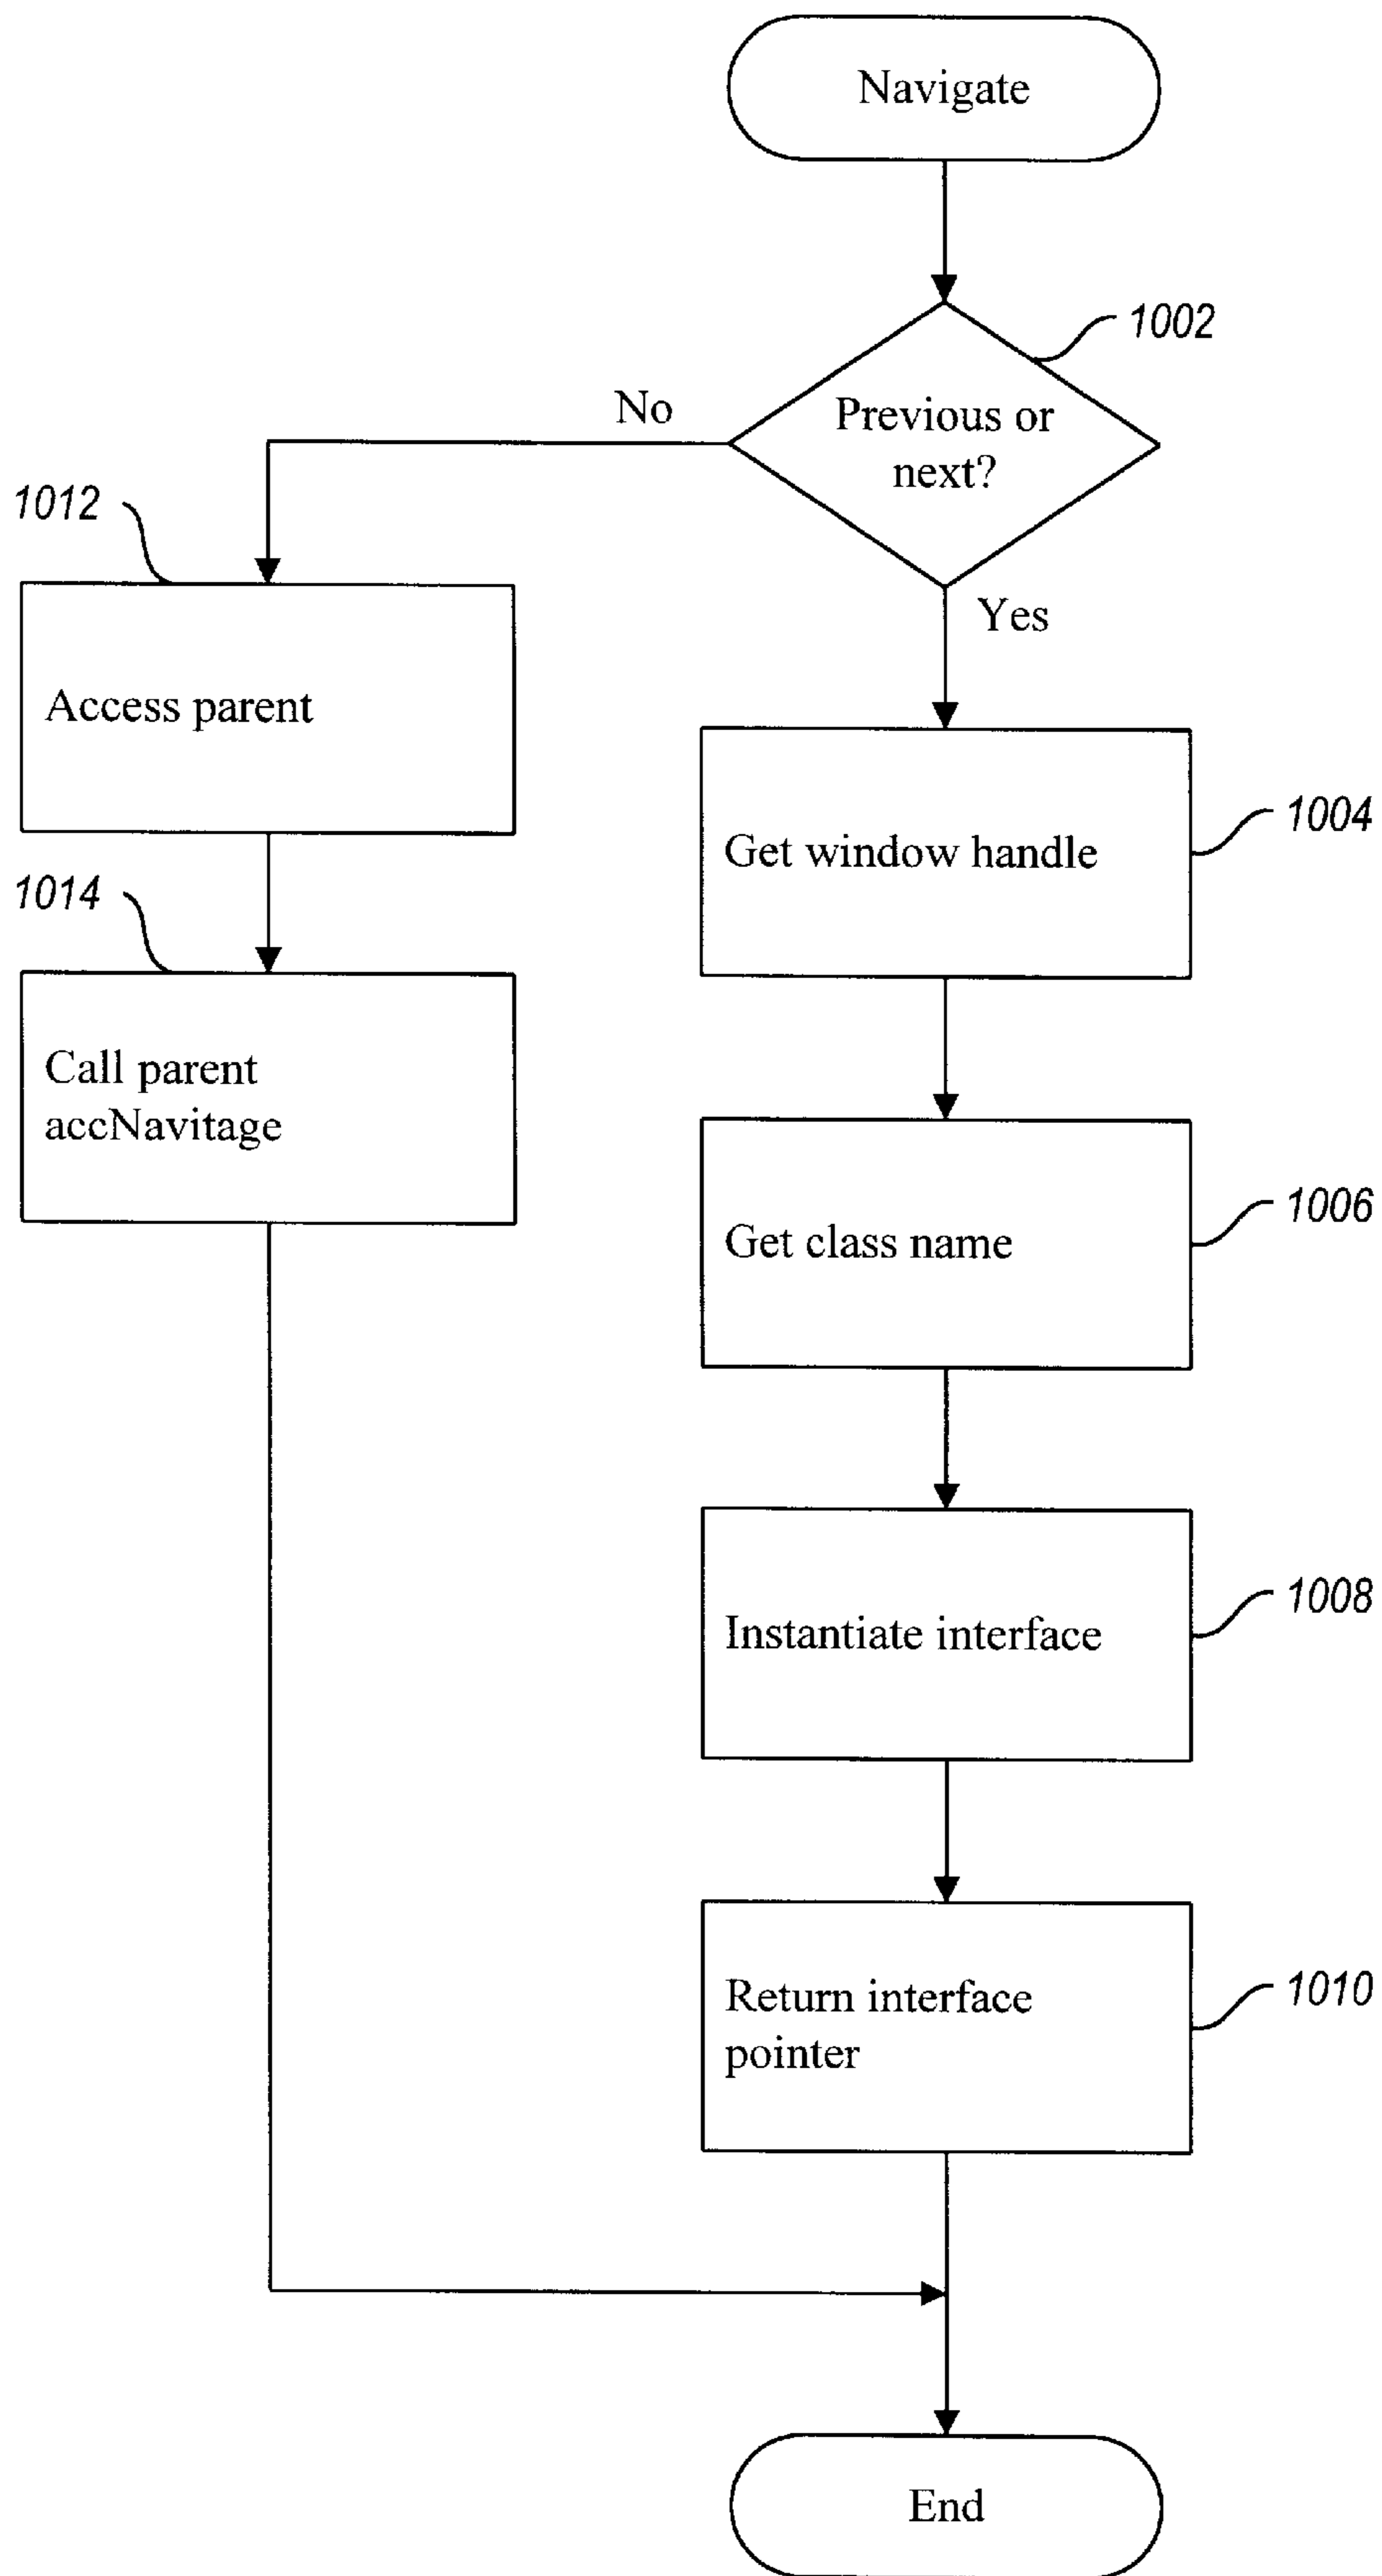 Navigate
1002
Previous or
next?
No
Yes
1012
Access parent
1004
Get window handle
1014
Call parent
accNavitage
1006
Get class name
1008
Instantiate interface
1010
Return interface
pointer
End